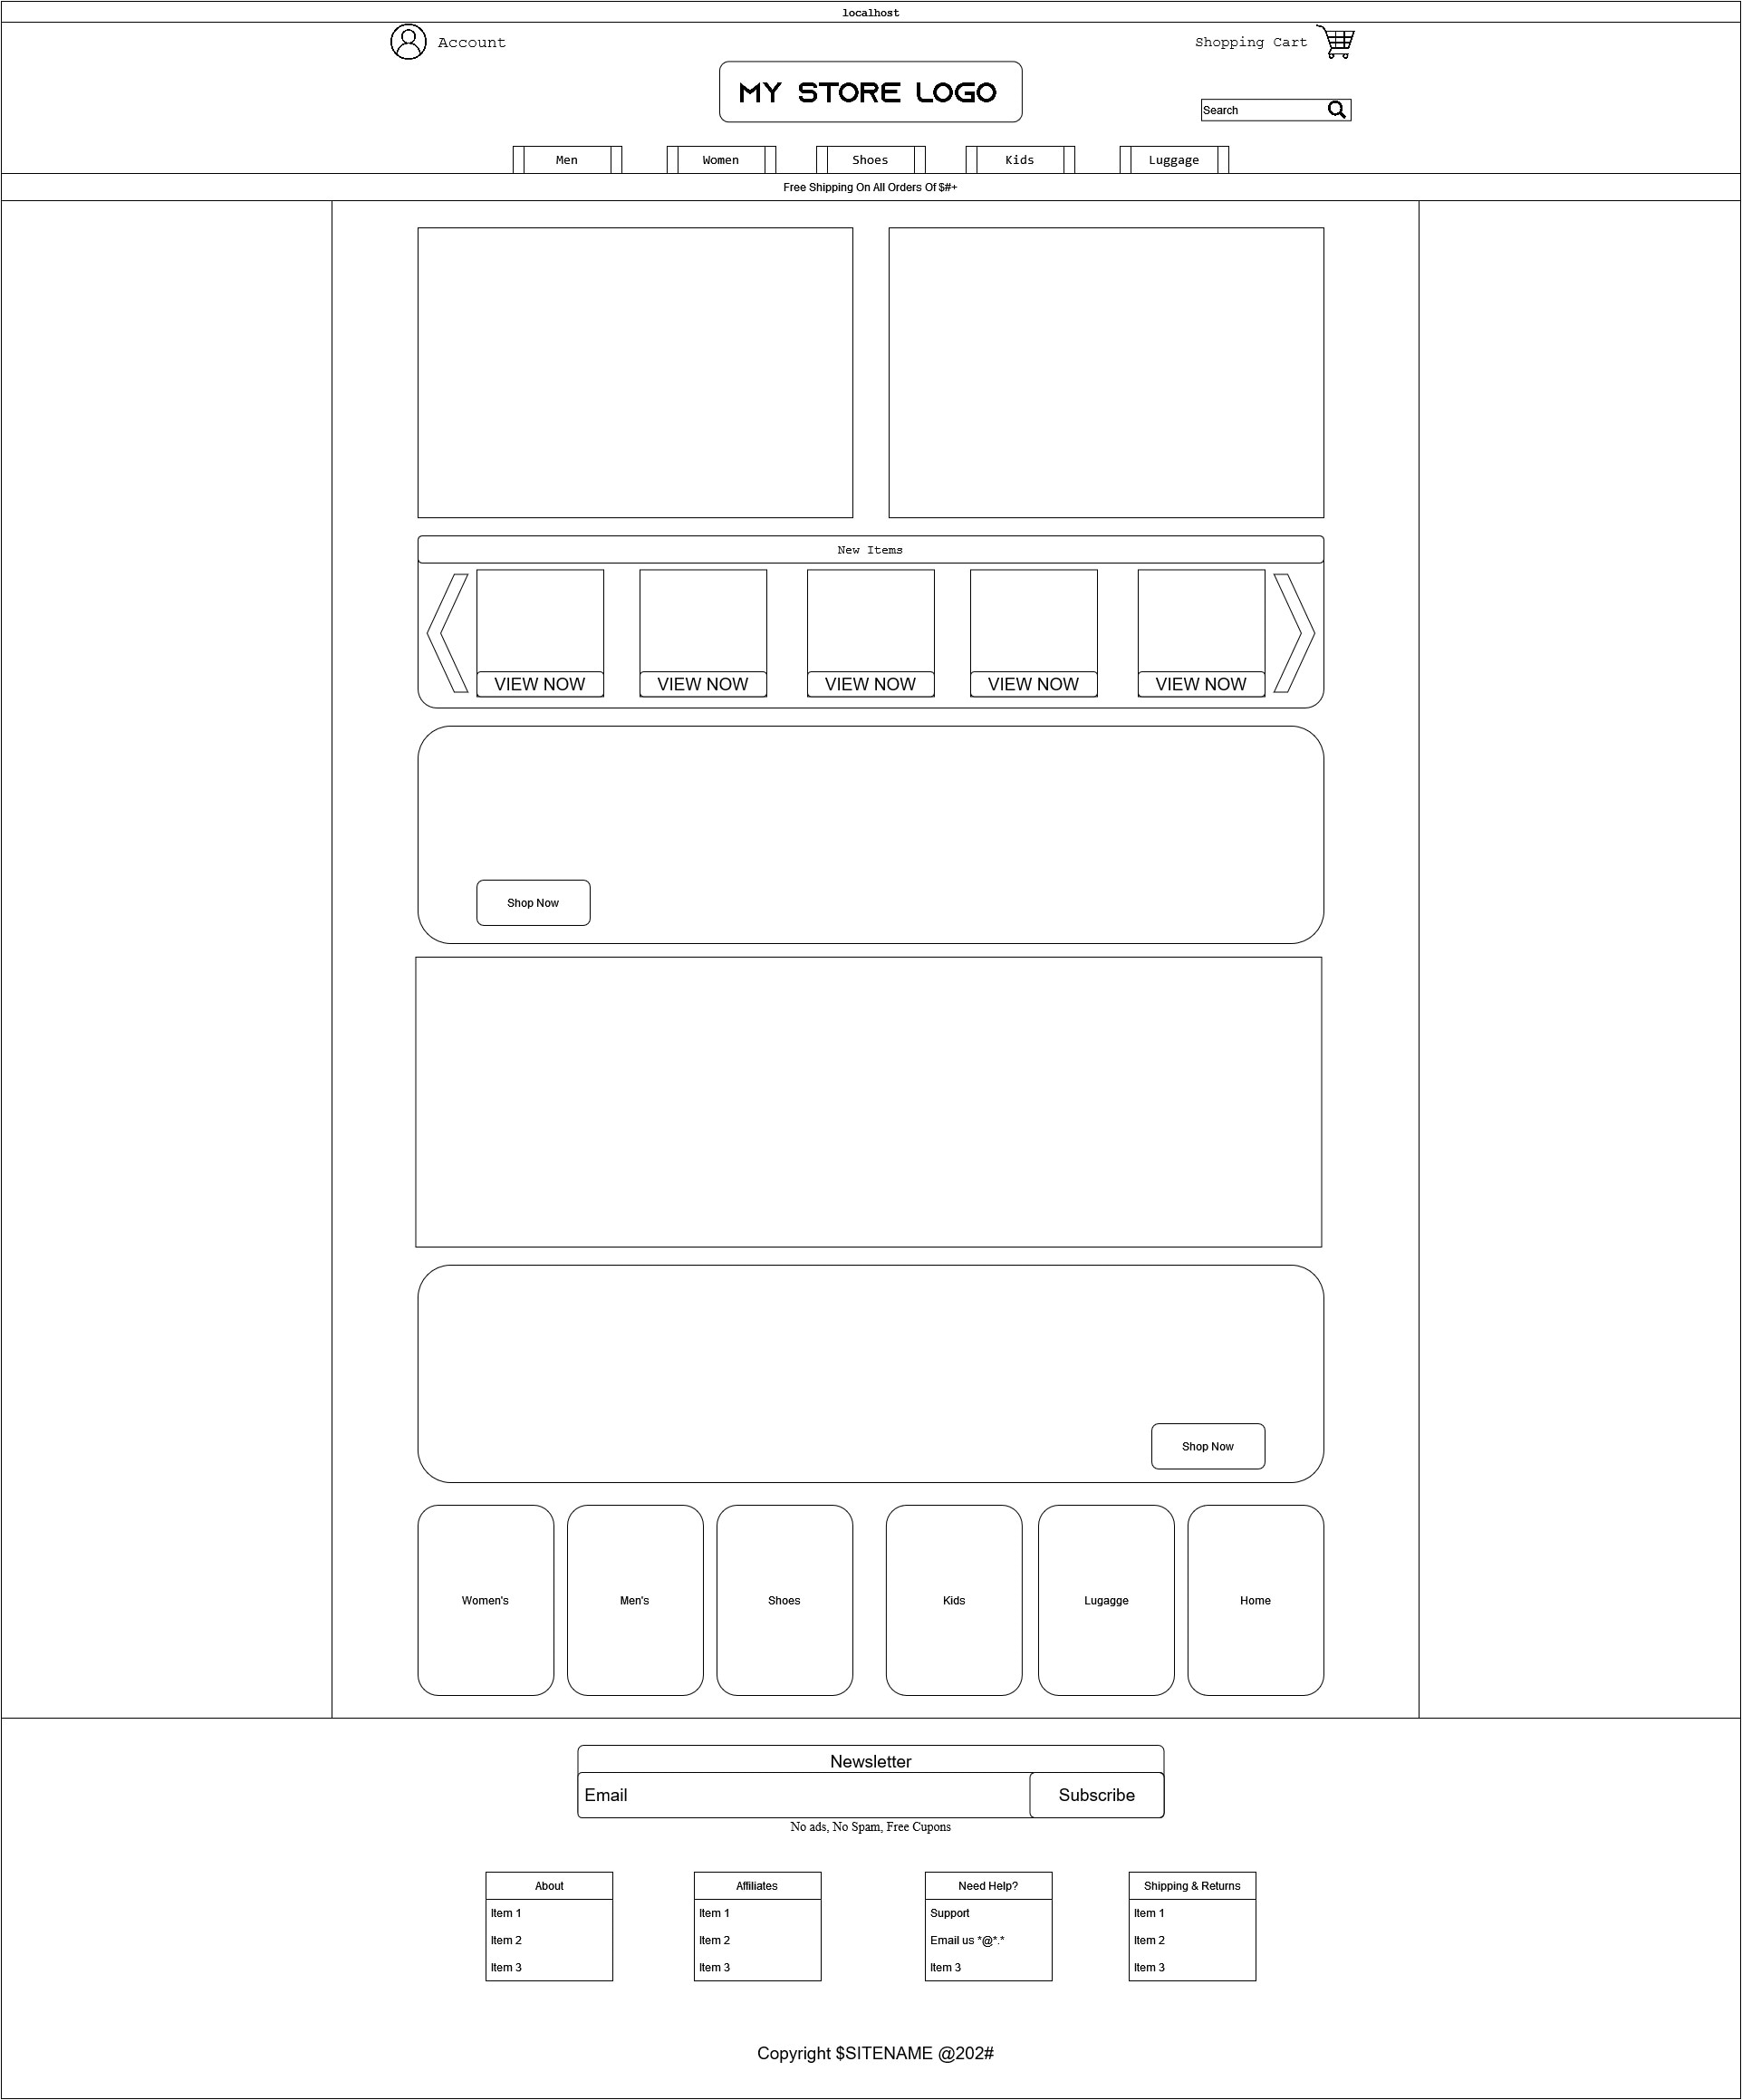 localhost
Account
Shopping Cart
MY STORE LOGO
Search
Men
Women
Shoes
Kids
Luggage
Free Shipping On All Orders Of $#+
New Items
VIEW NOW
VIEW NOW
VIEW NOW
VIEW NOW
VIEW NOW
Shop Now
Shop Now
Women's
Men's
Shoes
Kids
Lugagge
Home
Newsletter
Email
Subscribe
No ads, No Spam, Free Cupons
About
Item 1
Item 2
Item 3
Affiliates
Item 1
Item 2
Item 3
Need Help?
Support
Email us *@*.*
Item 3
Shipping & Returns
Item 1
Item 2
Item 3
Copyright $SITENAME @202#